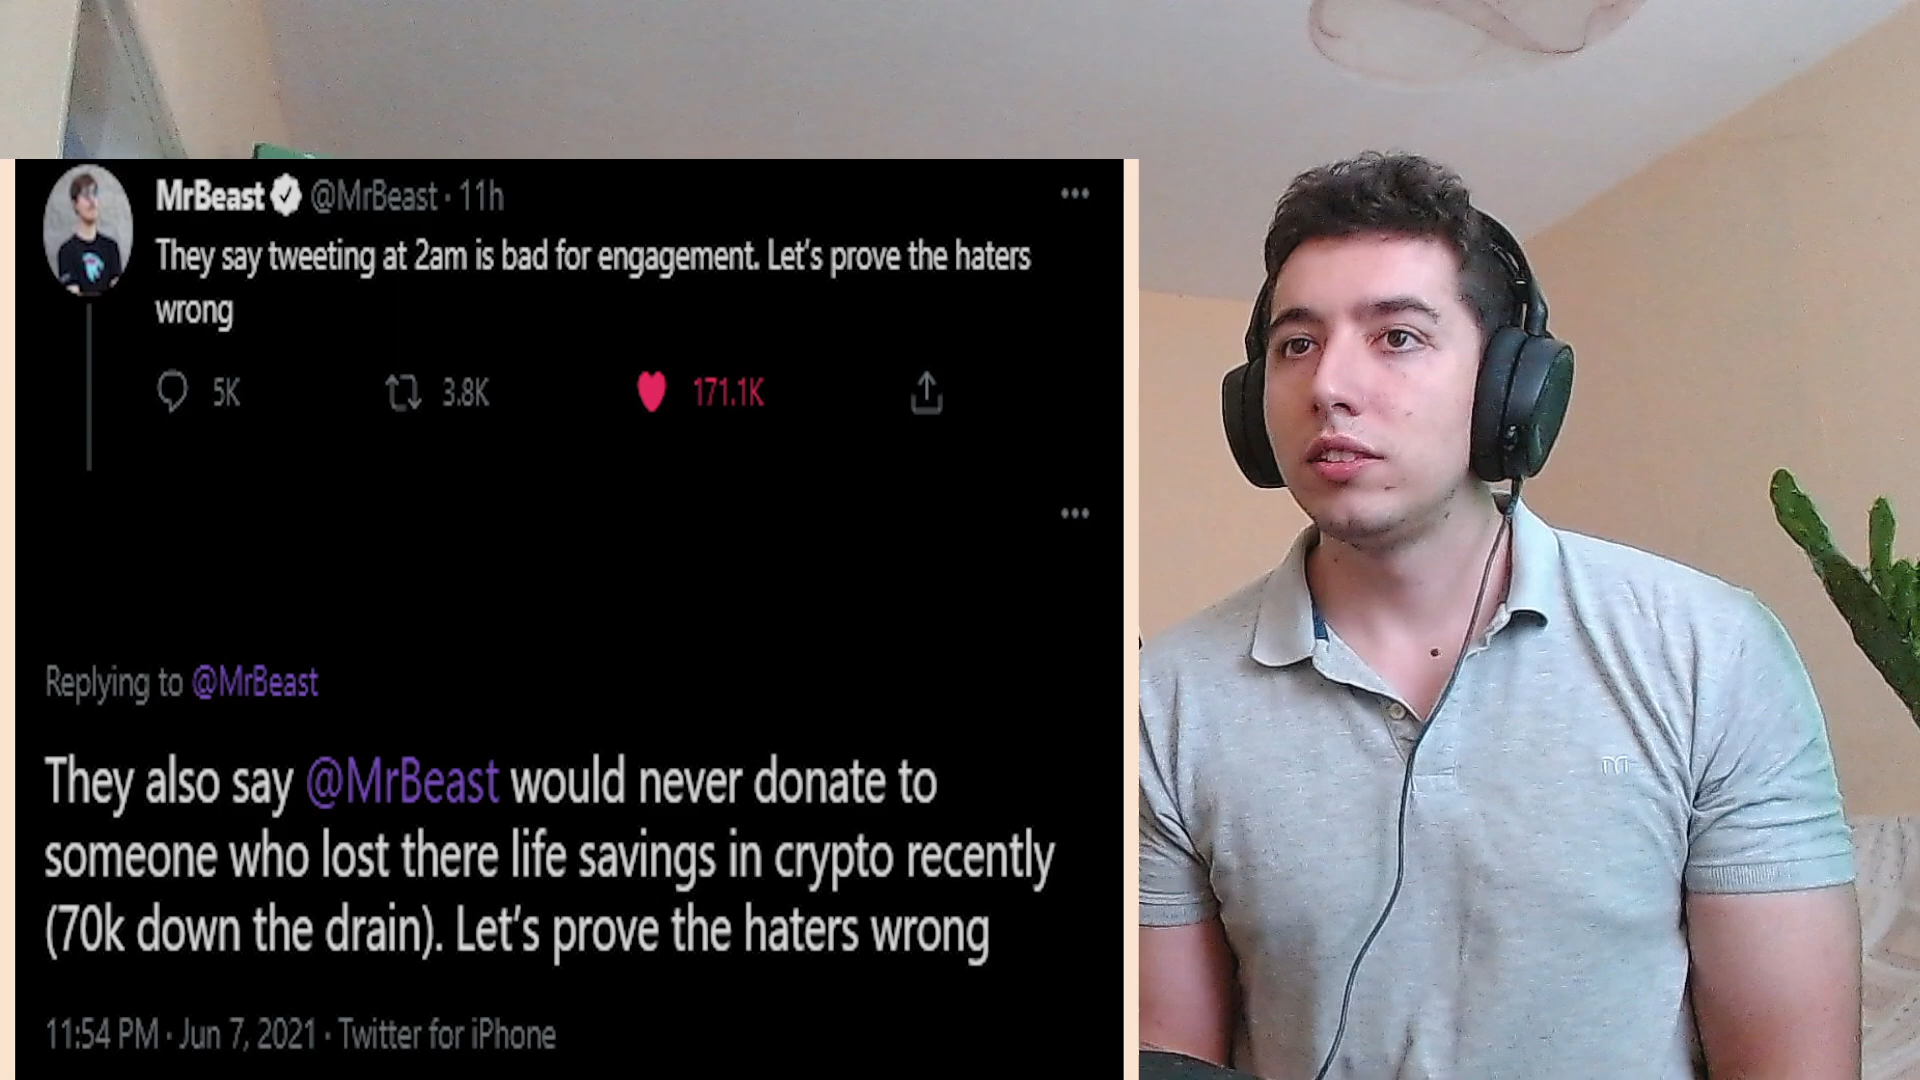 MrBeast @MrBeast · 11h
They say tweeting at 2am is bad for engagement. Let's prove the haters
wrong
5K 3.8K 171.1K
Replying to @MrBeast
They also say @MrBeast would never donate to
someone who lost there life savings in crypto recently
(70k down the drain). Let's prove the haters wrong
11:54 PM · Jun 7, 2021 · Twitter for iPhone